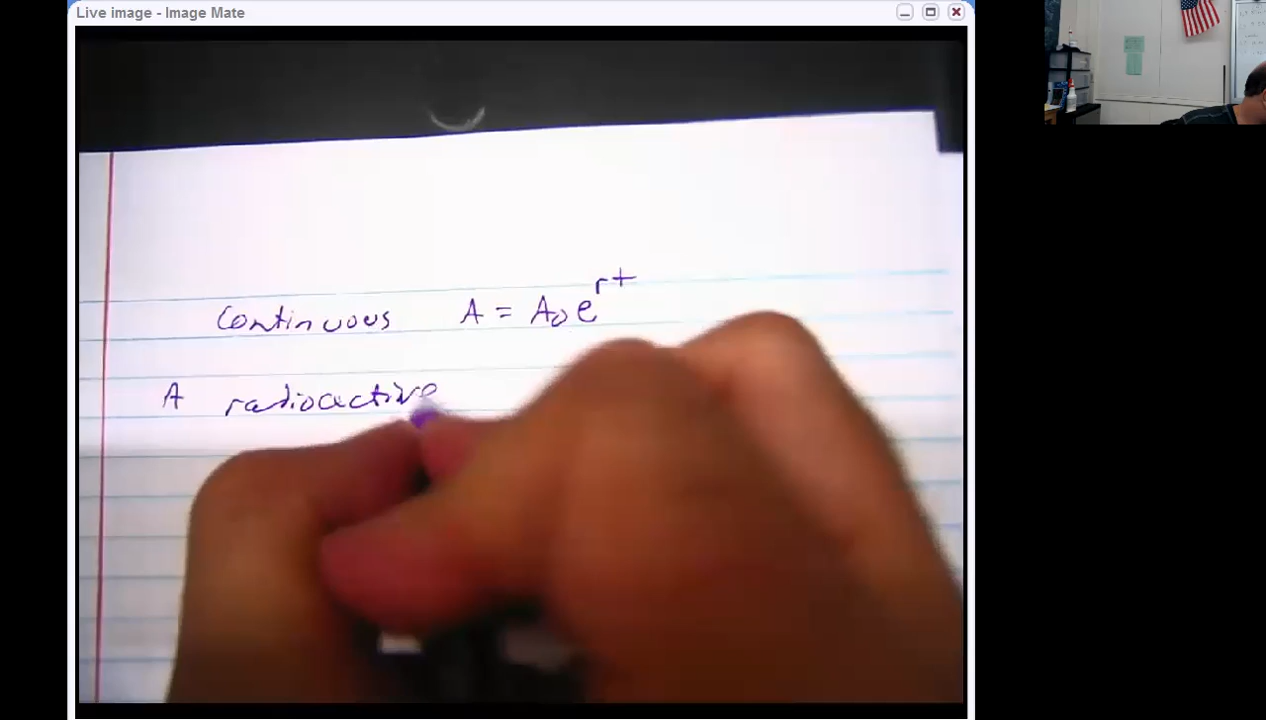 Live image - Image Mate
Continuous A = A₀e^rt
A radioactive